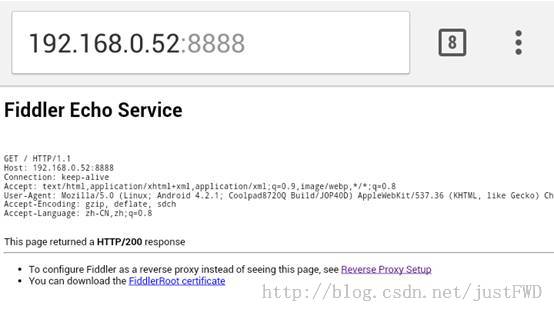 192.168.0.52:8888
8
Fiddler Echo Service
GET / HTTP/1.1
Host: 192.168.0.52:8888
Connection: keep-alive
Accept: text/html,application/xhtml+xml,application/xml;q=0.9,image/webp,*/*;q=0.8
User-Agent: Mozilla/5.0 (Linux; Android 4.2.1; Coolpad8720Q Build/JOP40D) AppleWebKit/537.36 (KHTML, like Gecko) Ch
Accept-Encoding: gzip, deflate, sdch
Accept-Language: zh-CN,zh;q=0.8
This page returned a HTTP/200 response
• To configure Fiddler as a reverse proxy instead of seeing this page, see Reverse Proxy Setup
• You can download the FiddlerRoot certificate
http://blog.csdn.net/justFWD